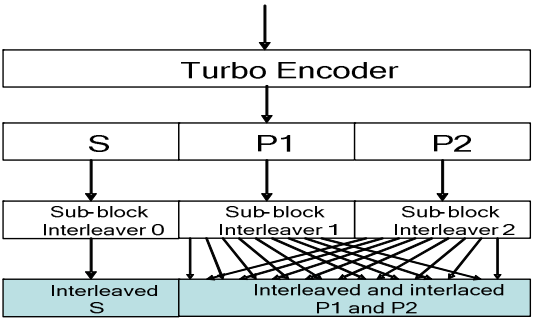 Turbo Encoder
S
P1
P2
Sub-block
Interleaver 0
Sub-block
Interleaver 1
Sub-block
Interleaver 2
Interleaved
S
Interleaved and interlaced
P1 and P2